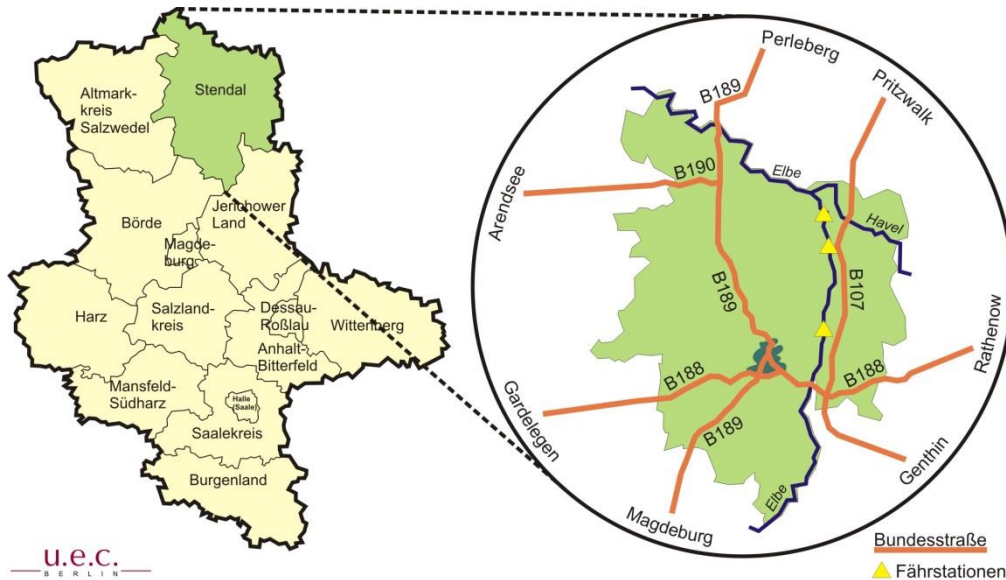 Altmark-
kreis
Salzwedel
Stendal
Börde
Jerichower
Land
Magde-
burg
Harz
Salzland-
kreis
Dessau-
Roßlau
Wittenberg
Anhalt-
Bitterfeld
Mansfeld-
Südharz
Halle
(Saale)
Saalekreis
Burgenland
u.e.c.
BERLIN
Perleberg
Pritzwalk
B189
B190
Elbe
Havel
Arendsee
B189
B107
Rathenow
B188
B188
Gardelegen
B189
Genthin
Elbe
Magdeburg
Bundesstraße
Fährstationen